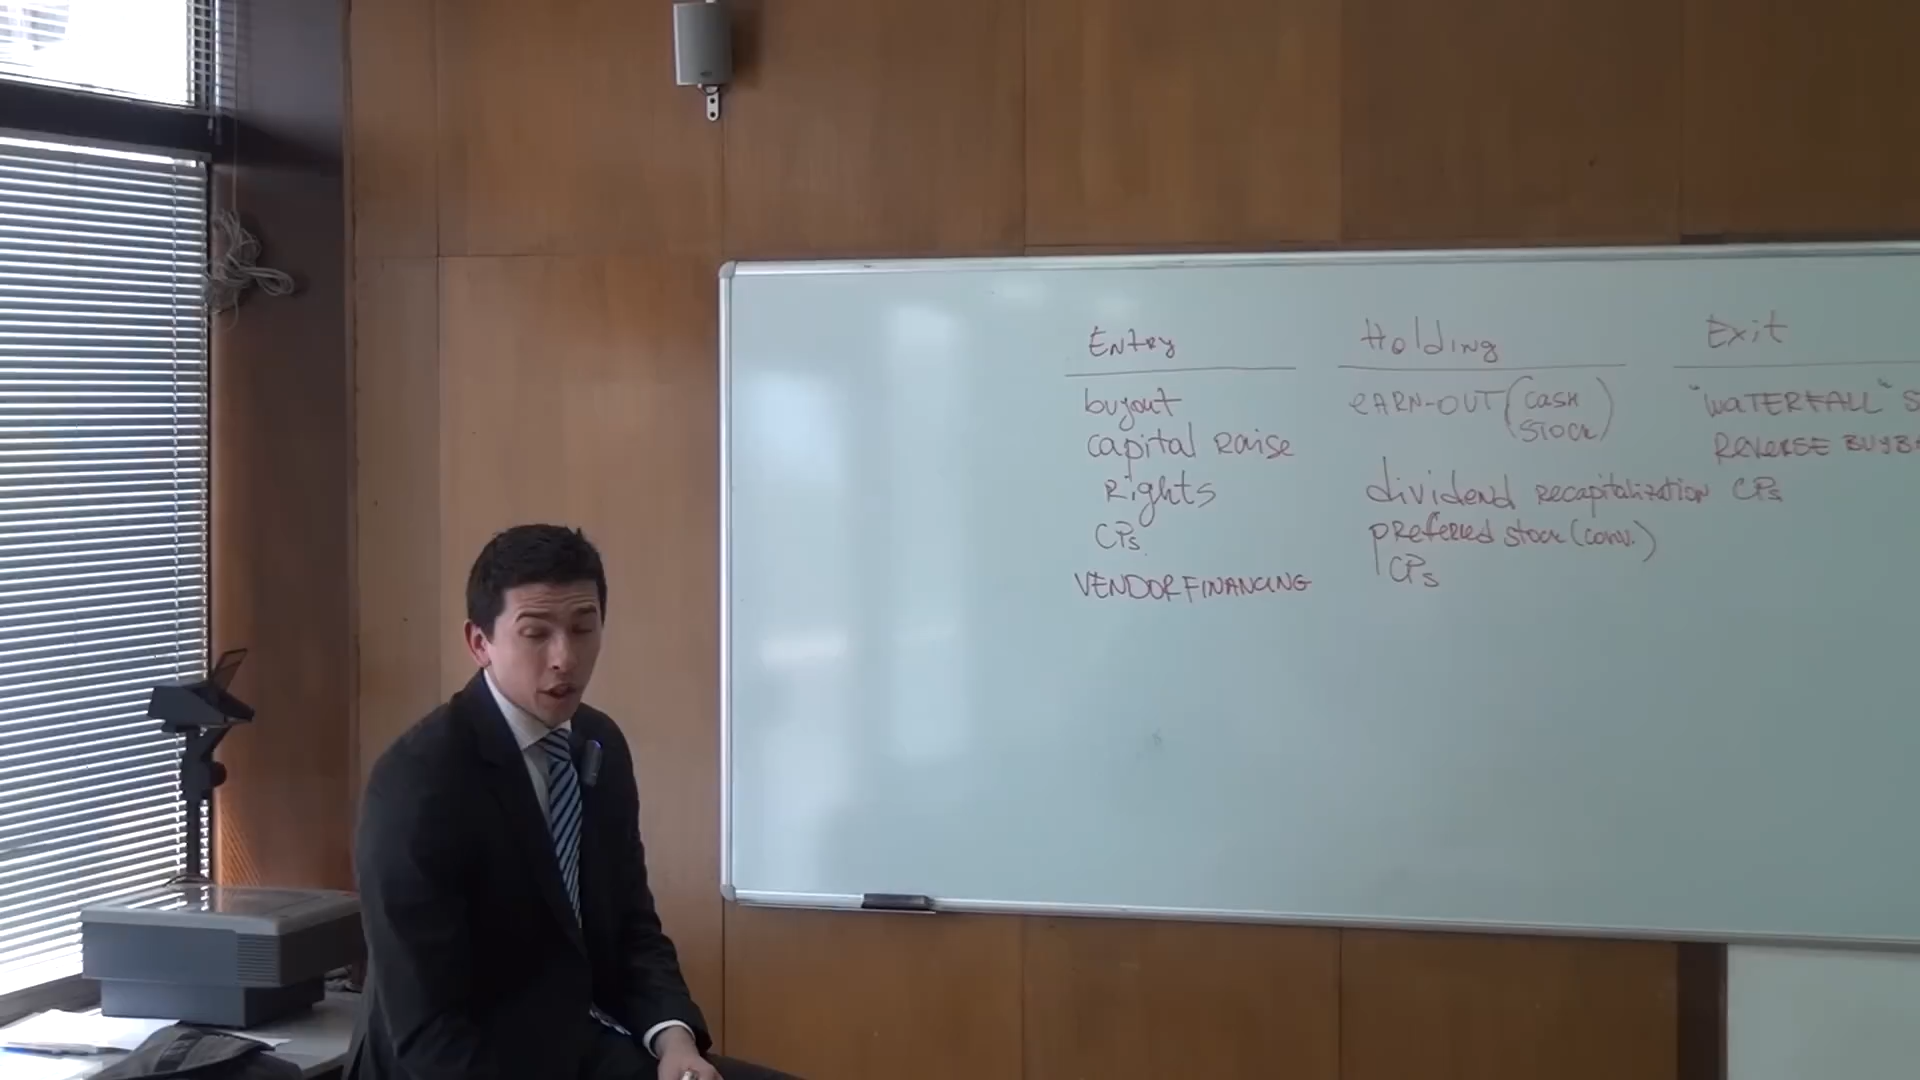 Entry
buyout
capital raise
Rights
CPs
VENDOR FINANCING
Holding
EARN-OUT (CASH STOCK)
dividend recapitalization
preferred stock (conv.)
CPs
Exit
"WATERFALL"
REVERSE
CPs